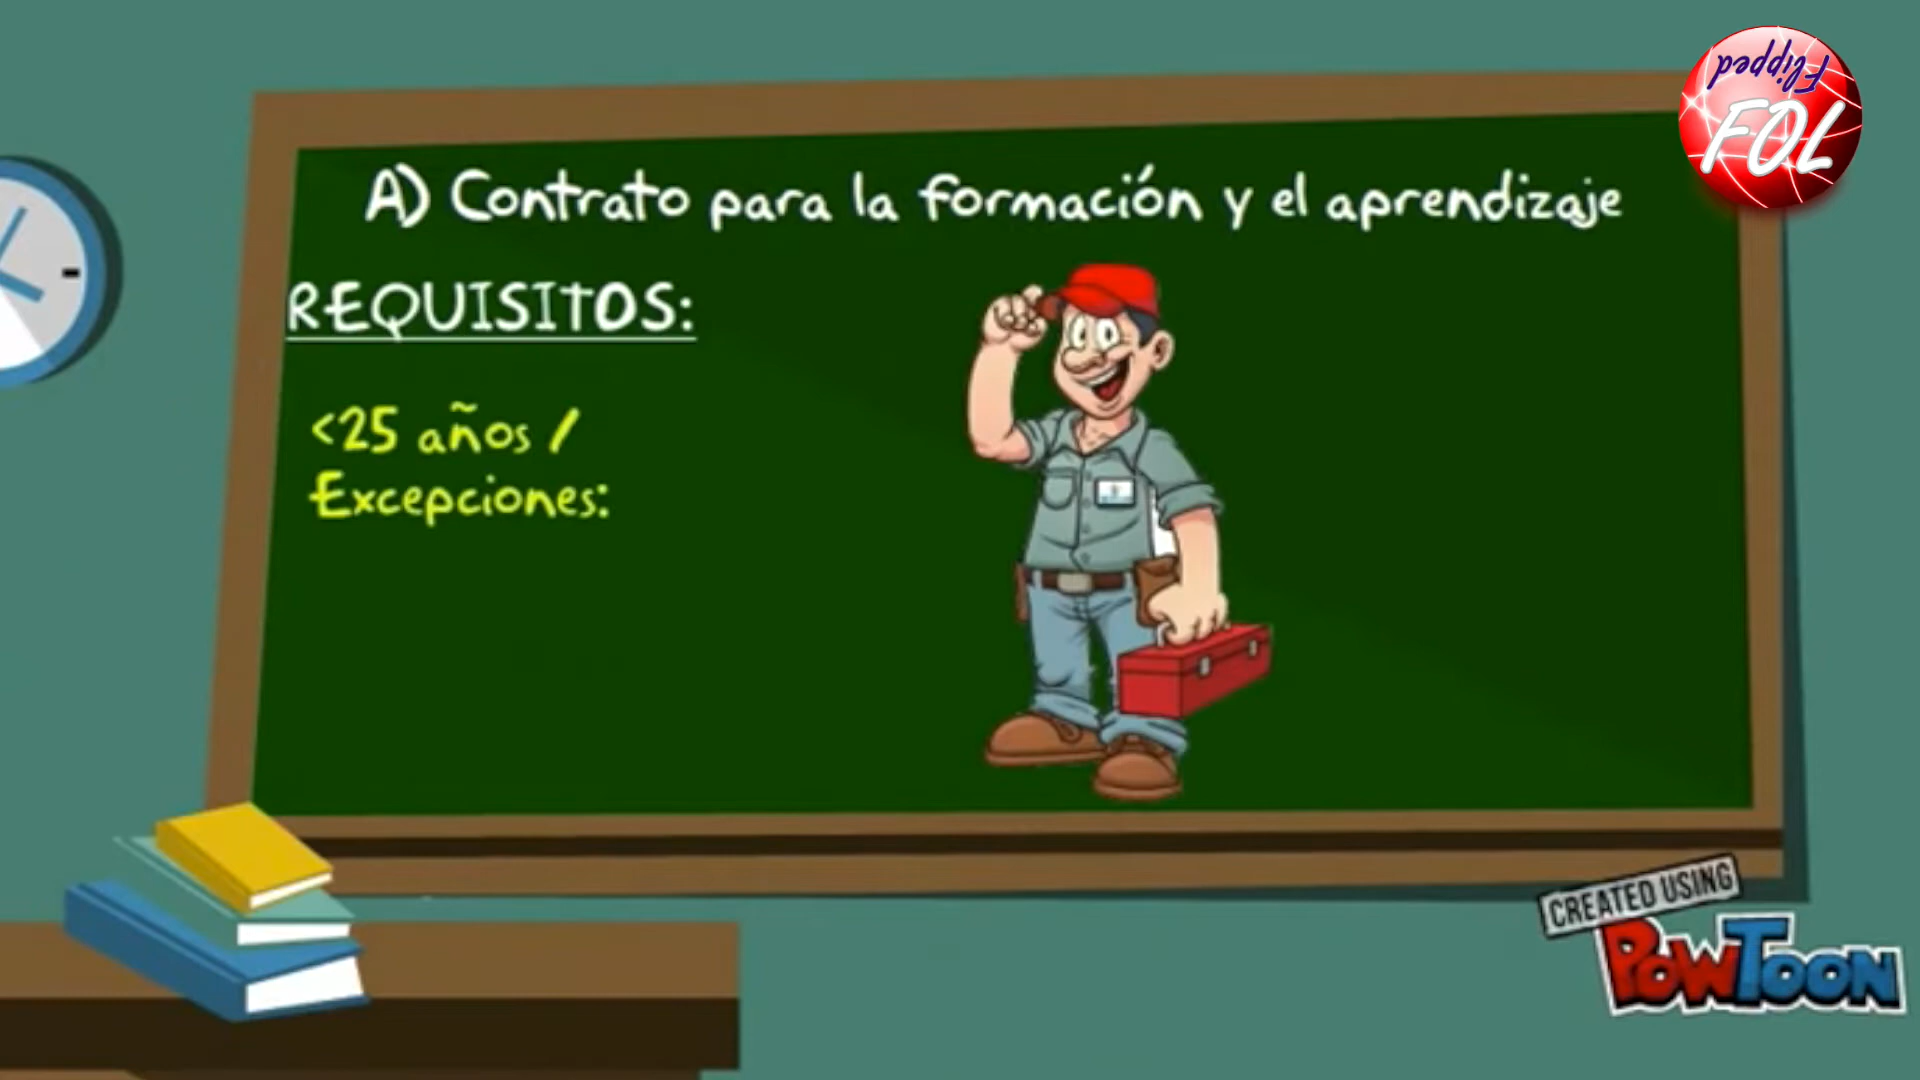 Flipped
FOL
A) Contrato para la formación y el aprendizaje
REQUISITOS:
<25 años /
Excepciones:
CREATED USING
POWTOON